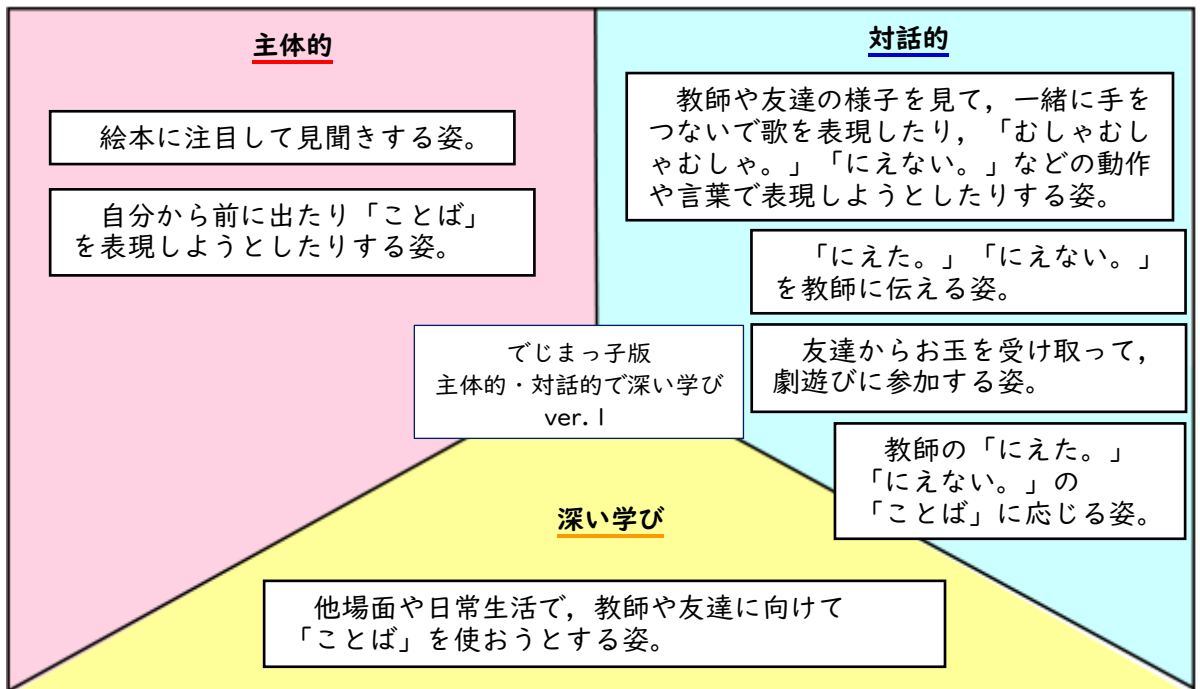 主体的
絵本に注目して見聞きする姿。
自分から前に出たり「ことば」
を表現しようとしたりする姿。
対話的
教師や友達の様子を見て，一緒に手を
つないで歌を表現したり，「むしゃむし
ゃむしゃ。」「にえない。」などの動作
や言葉で表現しようとしたりする姿。
「にえた。」「にえない。」
を教師に伝える姿。
友達からお玉を受け取って，
劇遊びに参加する姿。
教師の「にえた。」
「にえない。」の
「ことば」に応じる姿。
でじまっ子版
主体的・対話的で深い学び
ver.1
深い学び
他場面や日常生活で，教師や友達に向けて
「ことば」を使おうとする姿。